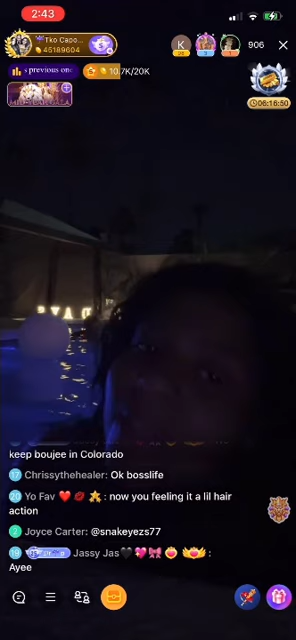 2:43
Tko Capo...
45189604
K
906
s previous one
10.7K/20K
06:16:50
keep boujee in Colorado
17 Chrissythehealer: Ok bosslife
20 Yo Fav ❤️ 💋 ⭐ : now you feeling it a lil hair
action
2 Joyce Carter: @snakeyezs77
19 Jassy Jas🖤💖🎀 :
Ayee